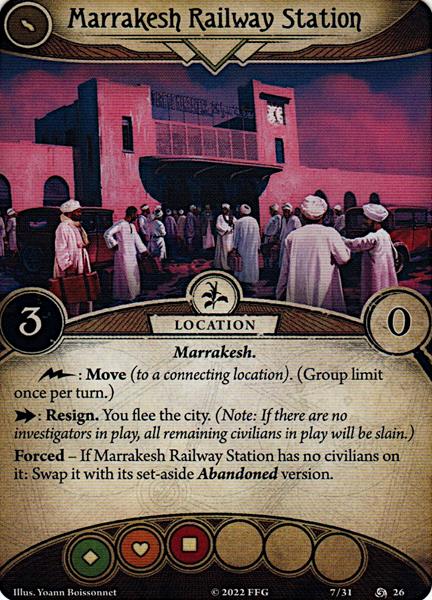 Marrakesh Railway Station
3
LOCATION
0
Marrakesh.
: Move (to a connecting location). (Group limit
once per turn.)
: Resign. You flee the city. (Note: If there are no
investigators in play, all remaining civilians in play will be slain.)
Forced – If Marrakesh Railway Station has no civilians on
it: Swap it with its set-aside Abandoned version.
Illus. Yoann Boissonnet
© 2022 FFG
7/31
26